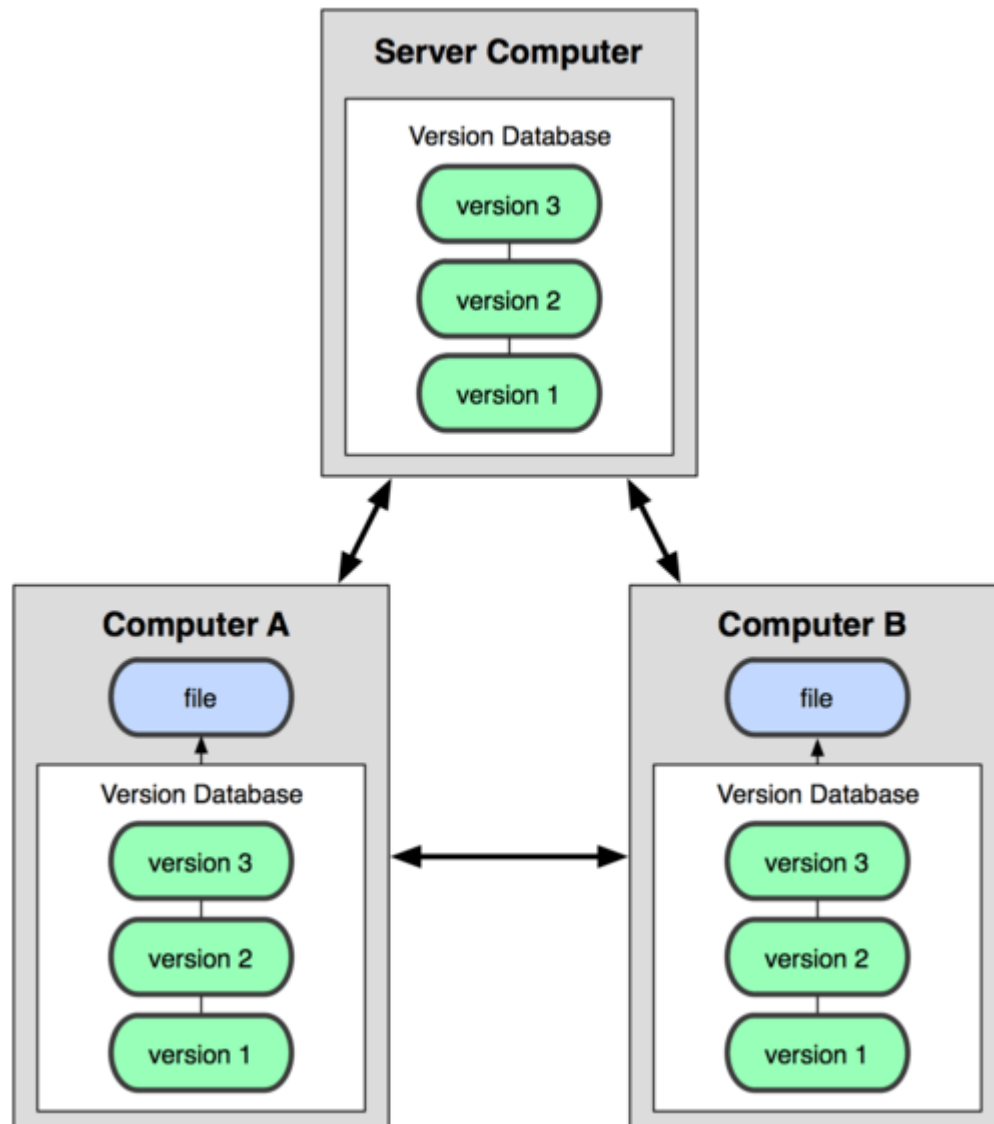 Server Computer
Version Database
version 3
version 2
version 1
Computer A
file
Version Database
version 3
version 2
version 1
Computer B
file
Version Database
version 3
version 2
version 1